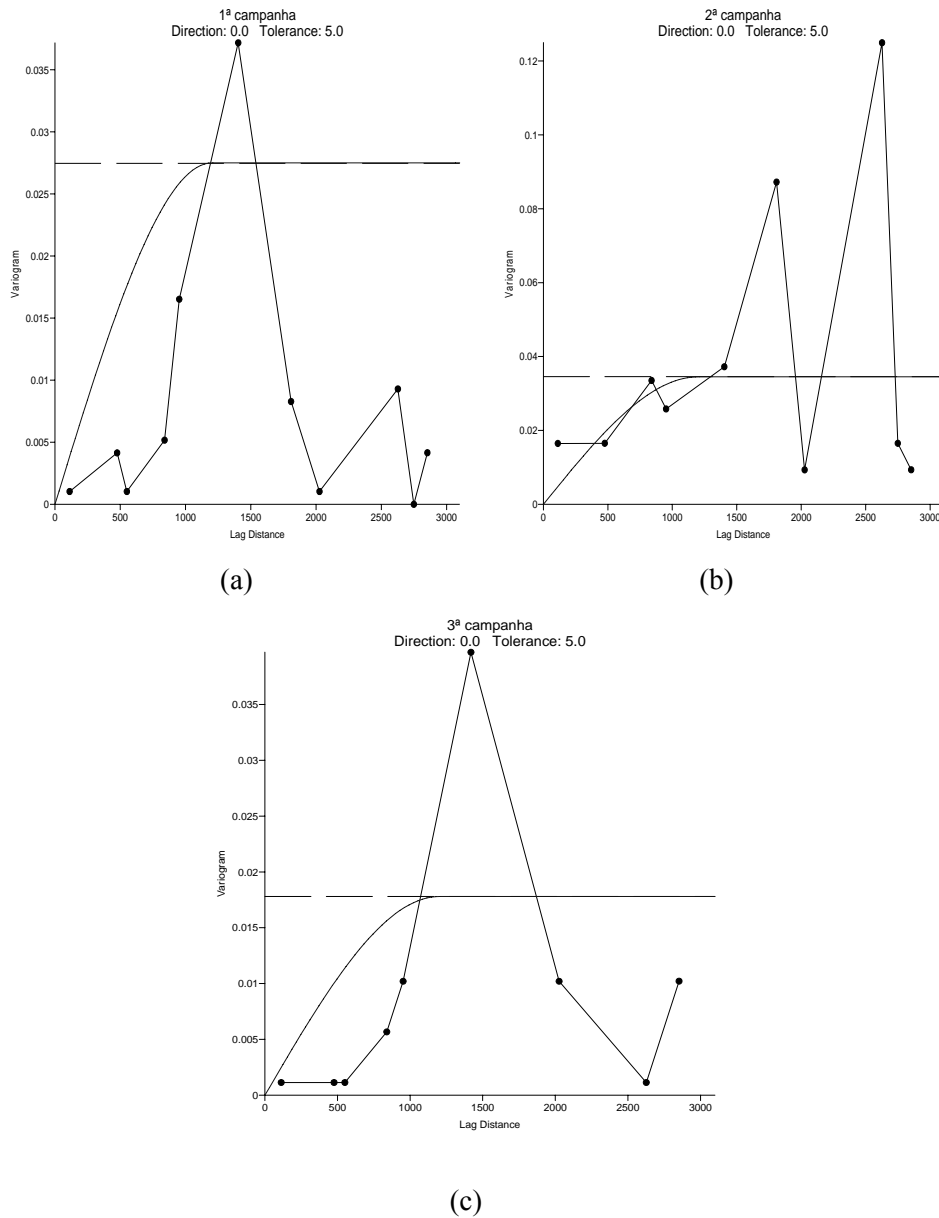 1ª campanha
Direction: 0.0 Tolerance: 5.0
0.035
0.03
0.025
0.02
0.015
0.01
0.005
0
Variogram
0 500 1000 1500 2000 2500 3000
Lag Distance
(a)
2ª campanha
Direction: 0.0 Tolerance: 5.0
0.12
0.1
0.08
0.06
0.04
0.02
0
Variogram
0 500 1000 1500 2000 2500 3000
Lag Distance
(b)
3ª campanha
Direction: 0.0 Tolerance: 5.0
0.035
0.03
0.025
0.02
0.015
0.01
0.005
0
Variogram
0 500 1000 1500 2000 2500 3000
Lag Distance
(c)